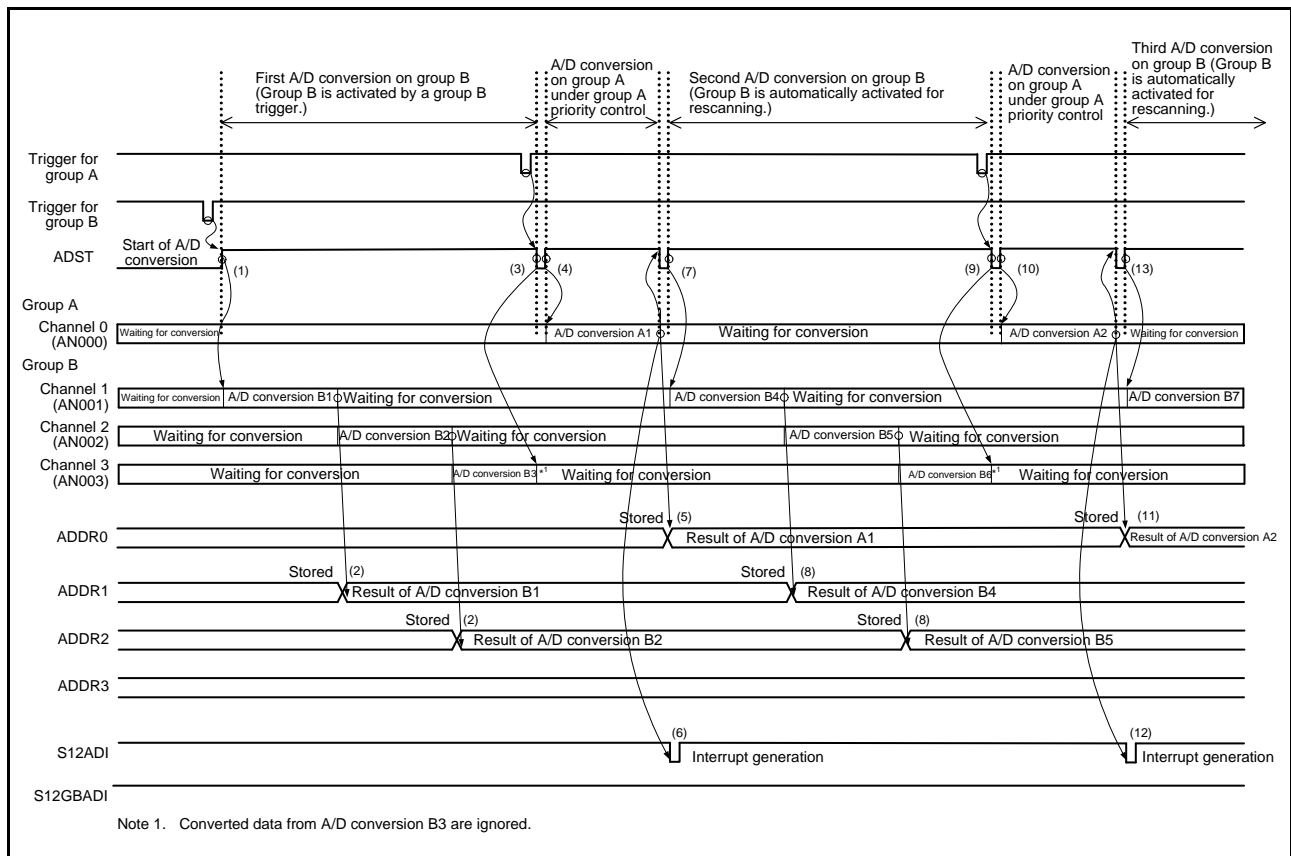 First A/D conversion on group B
(Group B is activated by a group B
trigger.)
A/D conversion
on group A
under group A
priority control
Second A/D conversion on group B
(Group B is automatically activated for
rescanning.)
A/D conversion
on group A
under group A
priority control
Third A/D conversion
on group B (Group B
is automatically
activated for
rescanning.)
Trigger for
group A
Trigger for
group B
ADST
Start of A/D
conversion
(1)
(3)
(4)
(7)
(9)
(10)
(13)
Group A
Channel 0
(AN000)
Waiting for conversion
A/D conversion A1
Waiting for conversion
A/D conversion A2
Waiting for conversion
Group B
Channel 1
(AN001)
Waiting for conversion
A/D conversion B1
Waiting for conversion
A/D conversion B4
Waiting for conversion
A/D conversion B7
Channel 2
(AN002)
Waiting for conversion
A/D conversion B2
Waiting for conversion
A/D conversion B5
Waiting for conversion
Channel 3
(AN003)
Waiting for conversion
A/D conversion B3 *1
Waiting for conversion
A/D conversion B6*1
Waiting for conversion
ADDR0
Stored (5)
Result of A/D conversion A1
Stored (11)
Result of A/D conversion A2
ADDR1
Stored (2)
Result of A/D conversion B1
Stored (8)
Result of A/D conversion B4
ADDR2
Stored (2)
Result of A/D conversion B2
Stored (8)
Result of A/D conversion B5
ADDR3
S12ADI
(6)
Interrupt generation
(12)
Interrupt generation
S12GBADI
Note 1. Converted data from A/D conversion B3 are ignored.